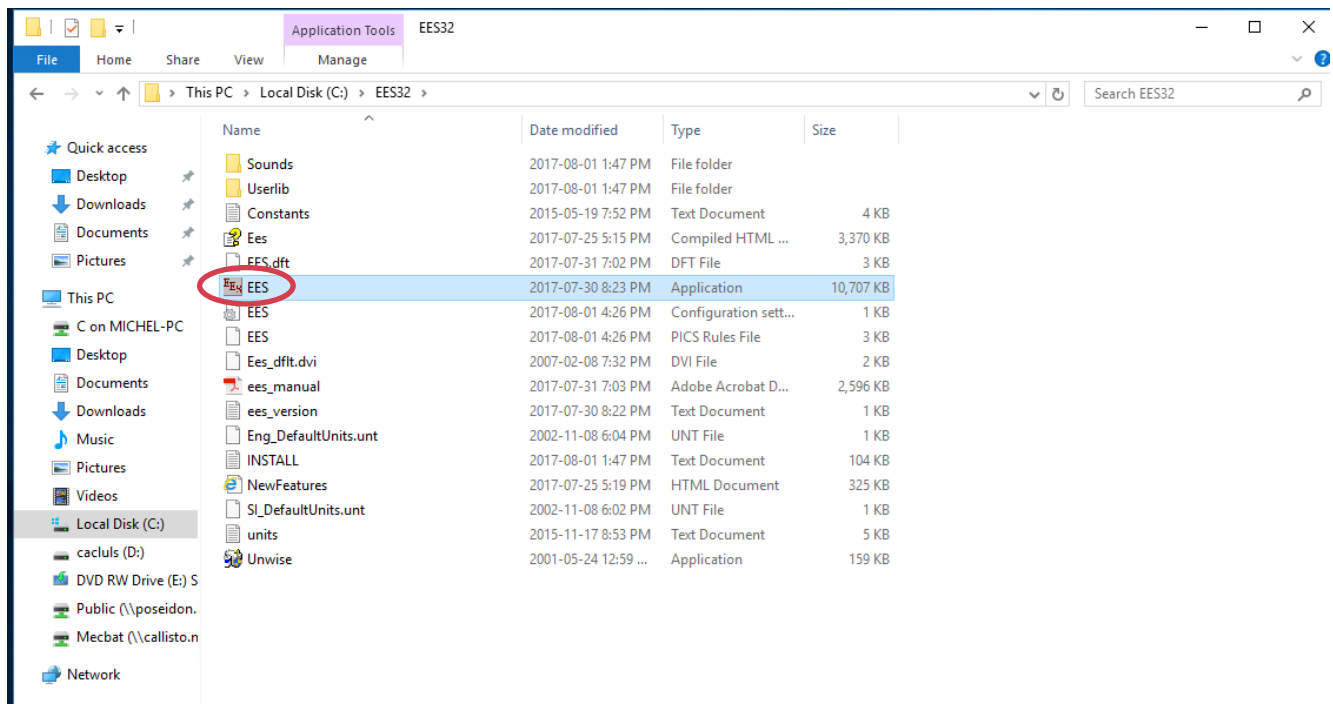 Application Tools EES32
File Home Share View Manage
This PC Local Disk (C:) EES32 Search EES32
Name Date modified Type Size
Quick access
Desktop
Downloads
Documents
Pictures
This PC
C on MICHEL-PC
Desktop
Documents
Downloads
Music
Pictures
Videos
Local Disk (C:)
cacluls (D:)
DVD RW Drive (E:) S
Public (\\poseidon.
Mecbat (\\callisto.n
Network
Sounds 2017-08-01 1:47 PM File folder
Userlib 2017-08-01 1:47 PM File folder
Constants 2015-05-19 7:52 PM Text Document 4 KB
Ees 2017-07-25 5:15 PM Compiled HTML ... 3,370 KB
EES.dft 2017-07-31 7:02 PM DFT File 3 KB
EES 2017-07-30 8:23 PM Application 10,707 KB
EES 2017-08-01 4:26 PM Configuration sett... 1 KB
EES 2017-08-01 4:26 PM PICS Rules File 3 KB
Ees_dflt.dvi 2007-02-08 7:32 PM DVI File 2 KB
ees_manual 2017-07-31 7:03 PM Adobe Acrobat D... 2,596 KB
ees_version 2017-07-30 8:22 PM Text Document 1 KB
Eng_DefaultUnits.unt 2002-11-08 6:04 PM UNT File 1 KB
INSTALL 2017-08-01 1:47 PM Text Document 104 KB
NewFeatures 2017-07-25 5:19 PM HTML Document 325 KB
SI_DefaultUnits.unt 2002-11-08 6:02 PM UNT File 1 KB
units 2015-11-17 8:53 PM Text Document 5 KB
Unwise 2001-05-24 12:59 ... Application 159 KB